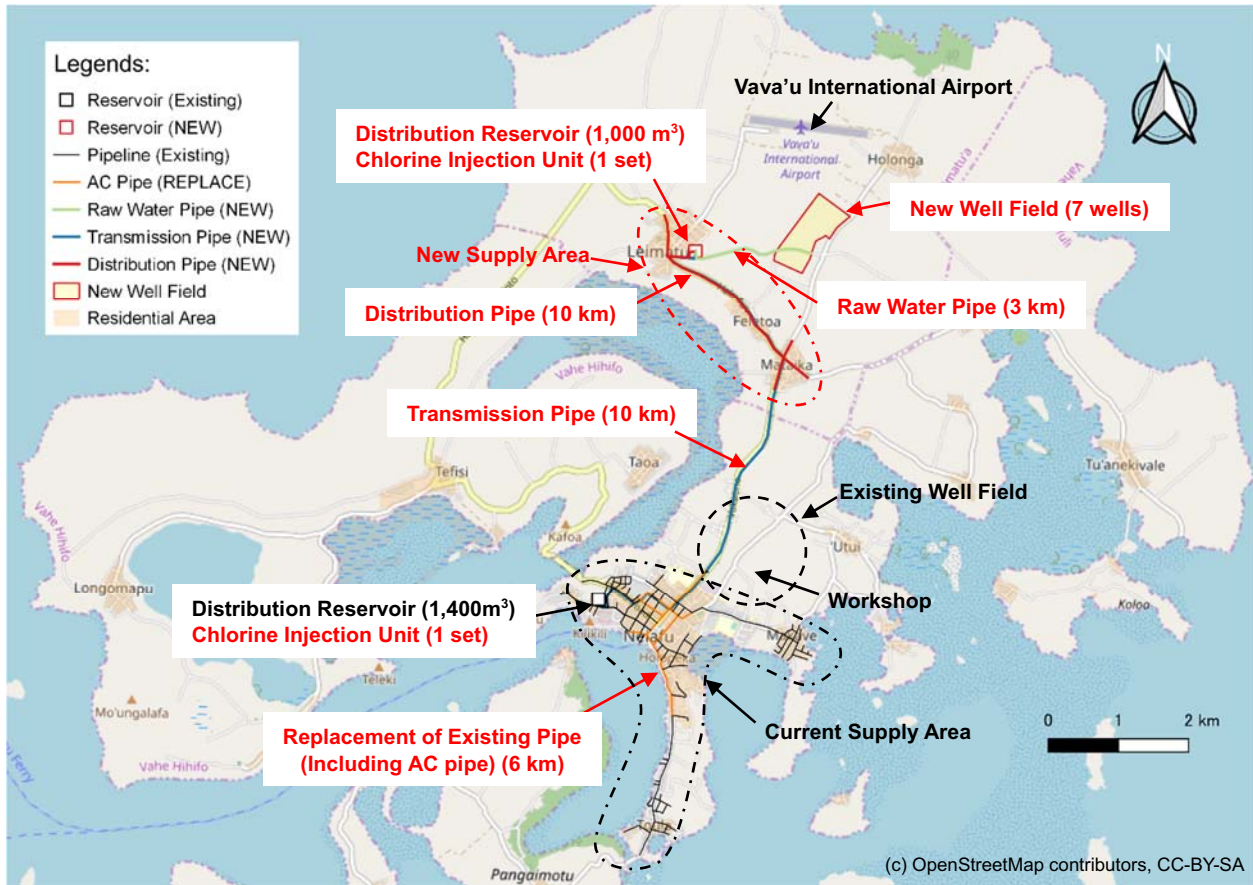 Legends:
Reservoir (Existing)
Reservoir (NEW)
Pipeline (Existing)
AC Pipe (REPLACE)
Raw Water Pipe (NEW)
Transmission Pipe (NEW)
Distribution Pipe (NEW)
New Well Field
Residential Area
N
Vava'u International Airport
Vava'u
International
Airport
Holonga
Distribution Reservoir (1,000 m³)
Chlorine Injection Unit (1 set)
New Well Field (7 wells)
New Supply Area
Distribution Pipe (10 km)
Raw Water Pipe (3 km)
Feletoa
Mataika
Vahe Hihifo
Transmission Pipe (10 km)
Taoa
Tefisi
Tu'anekivale
Existing Well Field
Vahe Hihifo
Kafoa
'Utui
Longomapu
Distribution Reservoir (1,400m³)
Chlorine Injection Unit (1 set)
Workshop
Koloa
Neiafu
Teleki
Mo'ungalafa
Replacement of Existing Pipe
(Including AC pipe) (6 km)
Current Supply Area
0 1 2 km
Vahe Hihifo
Pangaimotu
(c) OpenStreetMap contributors, CC-BY-SA